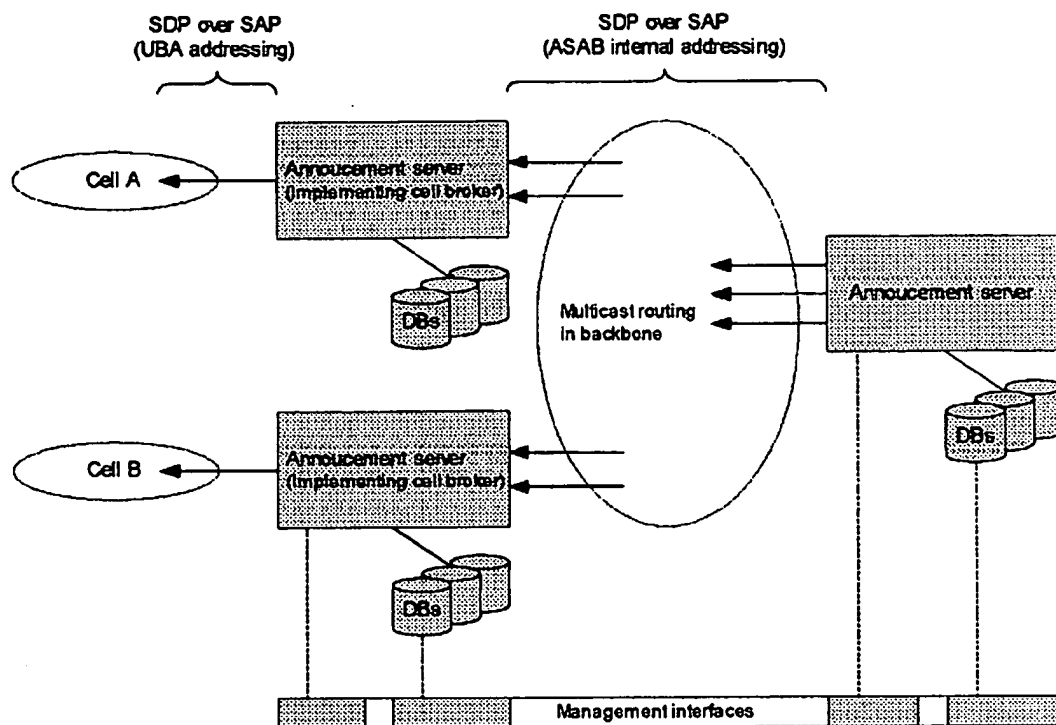 SDP over SAP
(UBA addressing)
SDP over SAP
(ASAB internal addressing)
Cell A
Annoucement server
(Implementing cell broker)
DBs
Multicast routing
in backbone
Annoucement server
DBs
Cell B
Annoucement server
(Implementing cell broker)
DBs
Management interfaces